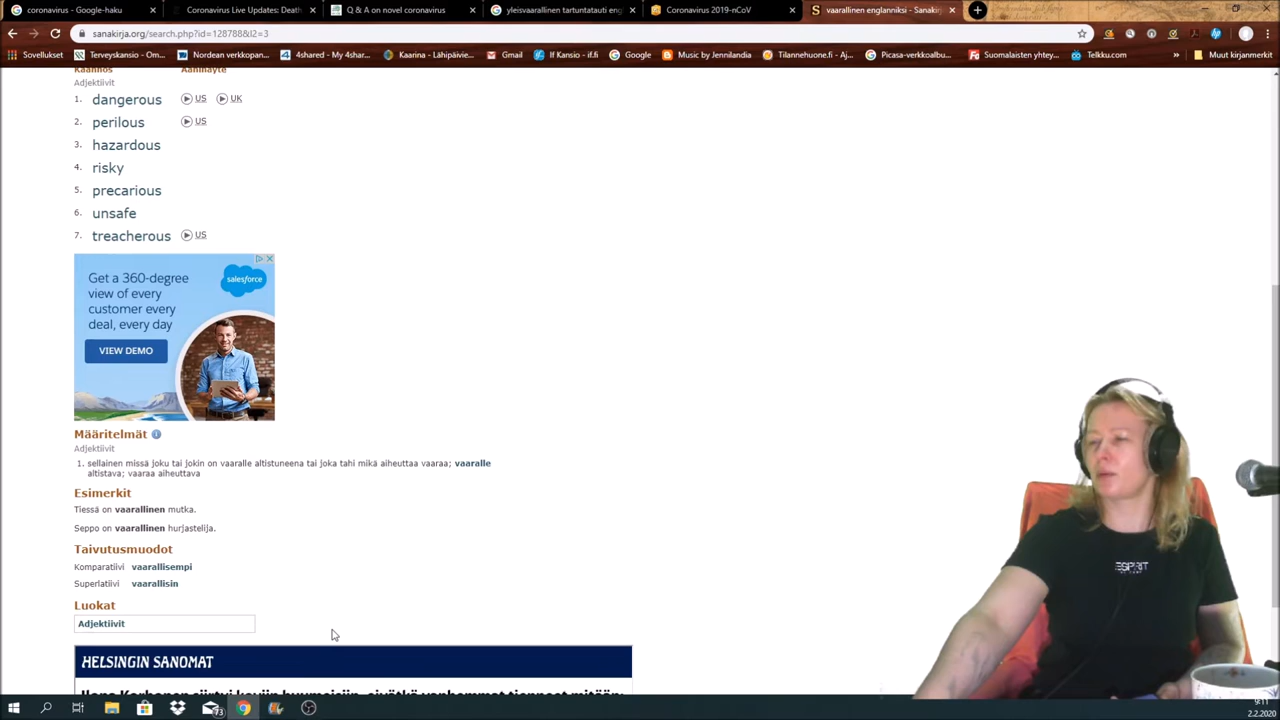 coronavirus - Google-haku
Coronavirus Live Updates: Death
Q & A on novel coronavirus
yleisvaarallinen tartuntatauti eng
Coronavirus 2019-nCoV
vaarallinen englanniksi - Sanakirj
sanakirja.org/search.php?id=128788&l2=3
Sovellukset
Terveyskansio - Om...
Nordean verkkopan...
4shared - My 4shar...
Kaarina - Lähipäivie...
If Kansio - if.fi
Gmail
Google
Music by Jennilandia
Tilannehuone.fi - Aj...
Picasa-verkkoalbu...
Suomalaisten yhtey...
Telkku.com
Muut kirjanmerkit
Käännös Ääninäyte
Adjektiivit
1. dangerous US UK
2. perilous US
3. hazardous
4. risky
5. precarious
6. unsafe
7. treacherous US
Get a 360-degree
view of every
customer every
deal, every day
salesforce
VIEW DEMO
Määritelmät
Adjektiivit
1. sellainen missä joku tai jokin on vaaralle altistuneena tai joka tahi mikä aiheuttaa vaaraa; vaaralle
altistava; vaaraa aiheuttava
Esimerkit
Tiessä on vaarallinen mutka.
Seppo on vaarallinen hurjastelija.
Taivutusmuodot
Komparatiivi vaarallisempi
Superlatiivi vaarallisin
Luokat
Adjektiivit
HELSINGIN SANOMAT
ESPRIT
73
9:11
2.2.2020